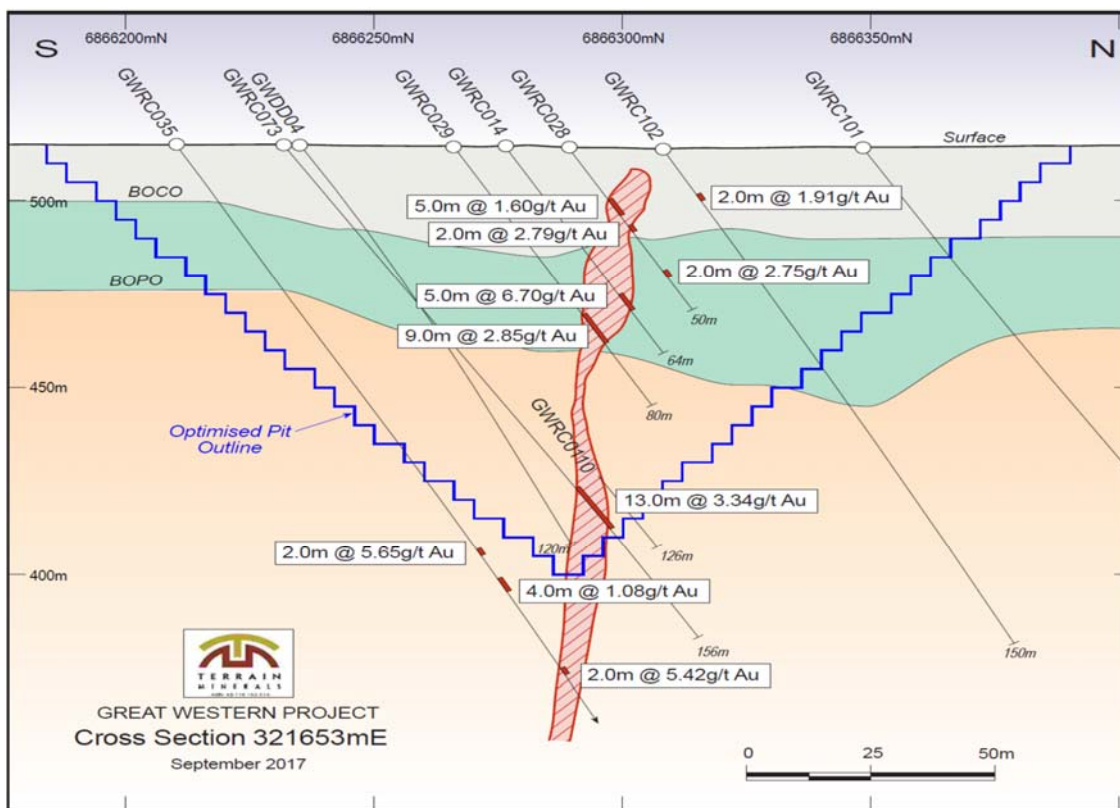 6866200mN
6866250mN
6866300mN
6866350mN
S
N
GWRC035
GWRC073
GWDD04
GWRC029
GWRC014
GWRC028
GWRC102
GWRC101
Surface
BOCO
500m
5.0m @ 1.60g/t Au
2.0m @ 1.91g/t Au
2.0m @ 2.79g/t Au
2.0m @ 2.75g/t Au
BOPO
5.0m @ 6.70g/t Au
50m
9.0m @ 2.85g/t Au
64m
450m
80m
Optimised Pit
Outline
GWRC0110
13.0m @ 3.34g/t Au
2.0m @ 5.65g/t Au
120m
126m
400m
4.0m @ 1.08g/t Au
156m
150m
2.0m @ 5.42g/t Au
TERRAIN
MINERALS
GREAT WESTERN PROJECT
Cross Section 321653mE
September 2017
0
25
50m